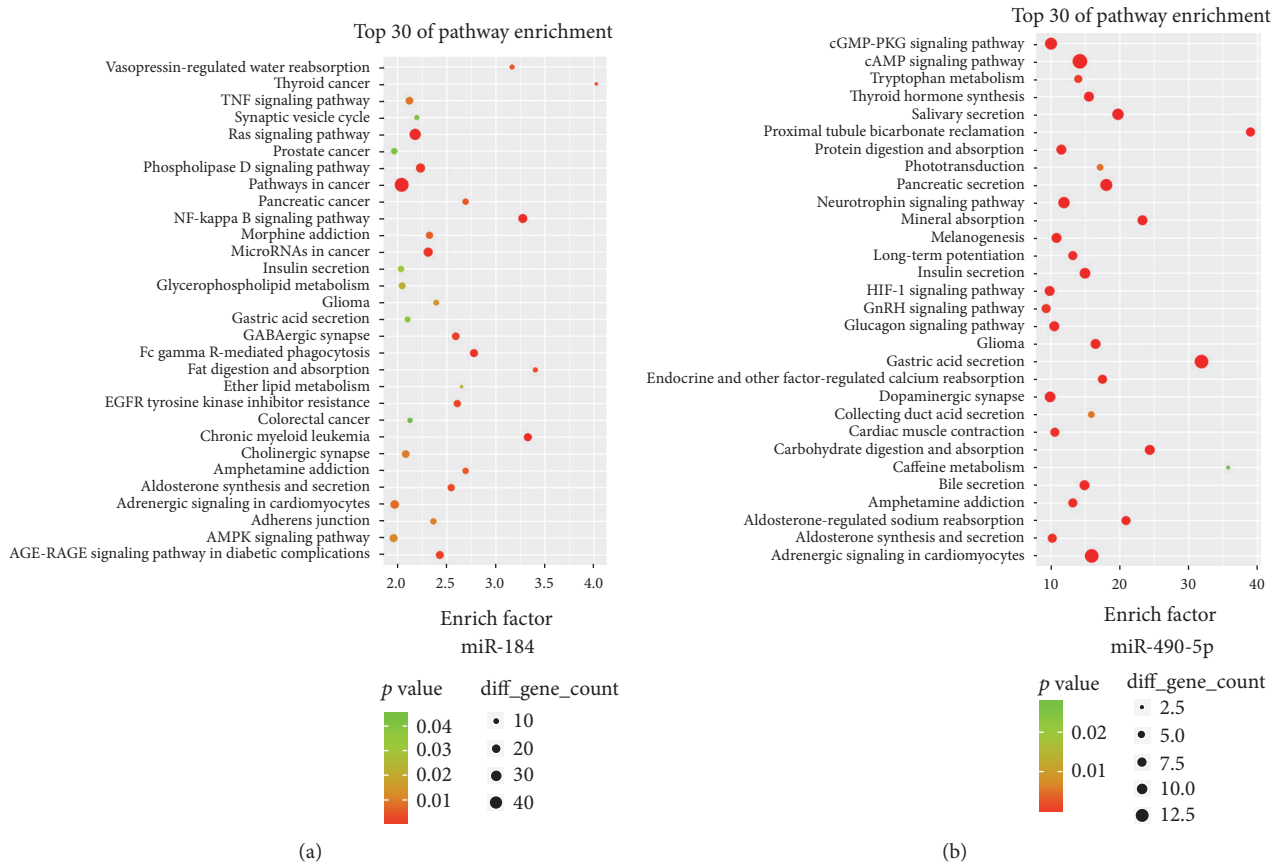 Top 30 of pathway enrichment
Vasopressin-regulated water reabsorption
Thyroid cancer
TNF signaling pathway
Synaptic vesicle cycle
Ras signaling pathway
Prostate cancer
Phospholipase D signaling pathway
Pathways in cancer
Pancreatic cancer
NF-kappa B signaling pathway
Morphine addiction
MicroRNAs in cancer
Insulin secretion
Glycerophospholipid metabolism
Glioma
Gastric acid secretion
GABAergic synapse
Fc gamma R-mediated phagocytosis
Fat digestion and absorption
Ether lipid metabolism
EGFR tyrosine kinase inhibitor resistance
Colorectal cancer
Chronic myeloid leukemia
Cholinergic synapse
Amphetamine addiction
Aldosterone synthesis and secretion
Adrenergic signaling in cardiomyocytes
Adherens junction
AMPK signaling pathway
AGE-RAGE signaling pathway in diabetic complications
2.0 2.5 3.0 3.5 4.0
Enrich factor
miR-184
p value
0.04
0.03
0.02
0.01
diff_gene_count
10
20
30
40
(a)
Top 30 of pathway enrichment
cGMP-PKG signaling pathway
cAMP signaling pathway
Tryptophan metabolism
Thyroid hormone synthesis
Salivary secretion
Proximal tubule bicarbonate reclamation
Protein digestion and absorption
Phototransduction
Pancreatic secretion
Neurotrophin signaling pathway
Mineral absorption
Melanogenesis
Long-term potentiation
Insulin secretion
HIF-1 signaling pathway
GnRH signaling pathway
Glucagon signaling pathway
Glioma
Gastric acid secretion
Endocrine and other factor-regulated calcium reabsorption
Dopaminergic synapse
Collecting duct acid secretion
Cardiac muscle contraction
Carbohydrate digestion and absorption
Caffeine metabolism
Bile secretion
Amphetamine addiction
Aldosterone-regulated sodium reabsorption
Aldosterone synthesis and secretion
Adrenergic signaling in cardiomyocytes
10 20 30 40
Enrich factor
miR-490-5p
p value
0.02
0.01
diff_gene_count
2.5
5.0
7.5
10.0
12.5
(b)